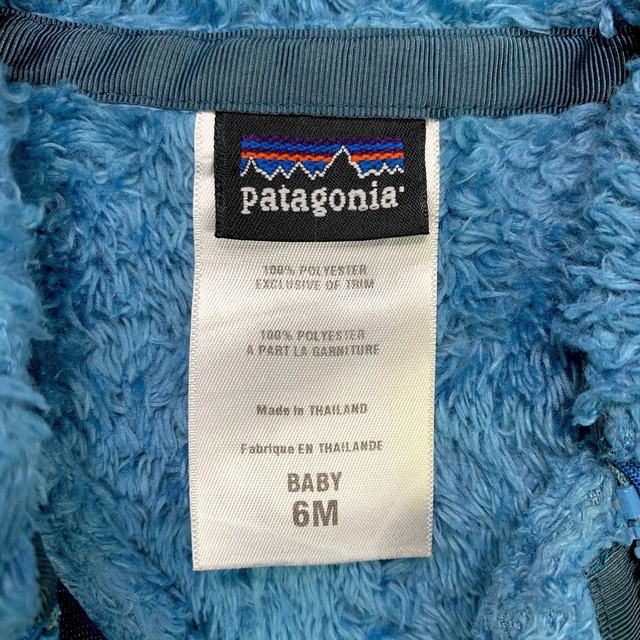 patagonia
100% POLYESTER
EXCLUSIVE OF TRIM
100% POLYESTER
A PART LA GARNITURE
Made in THAILAND
Fabrique EN THAILANDE
BABY
6M